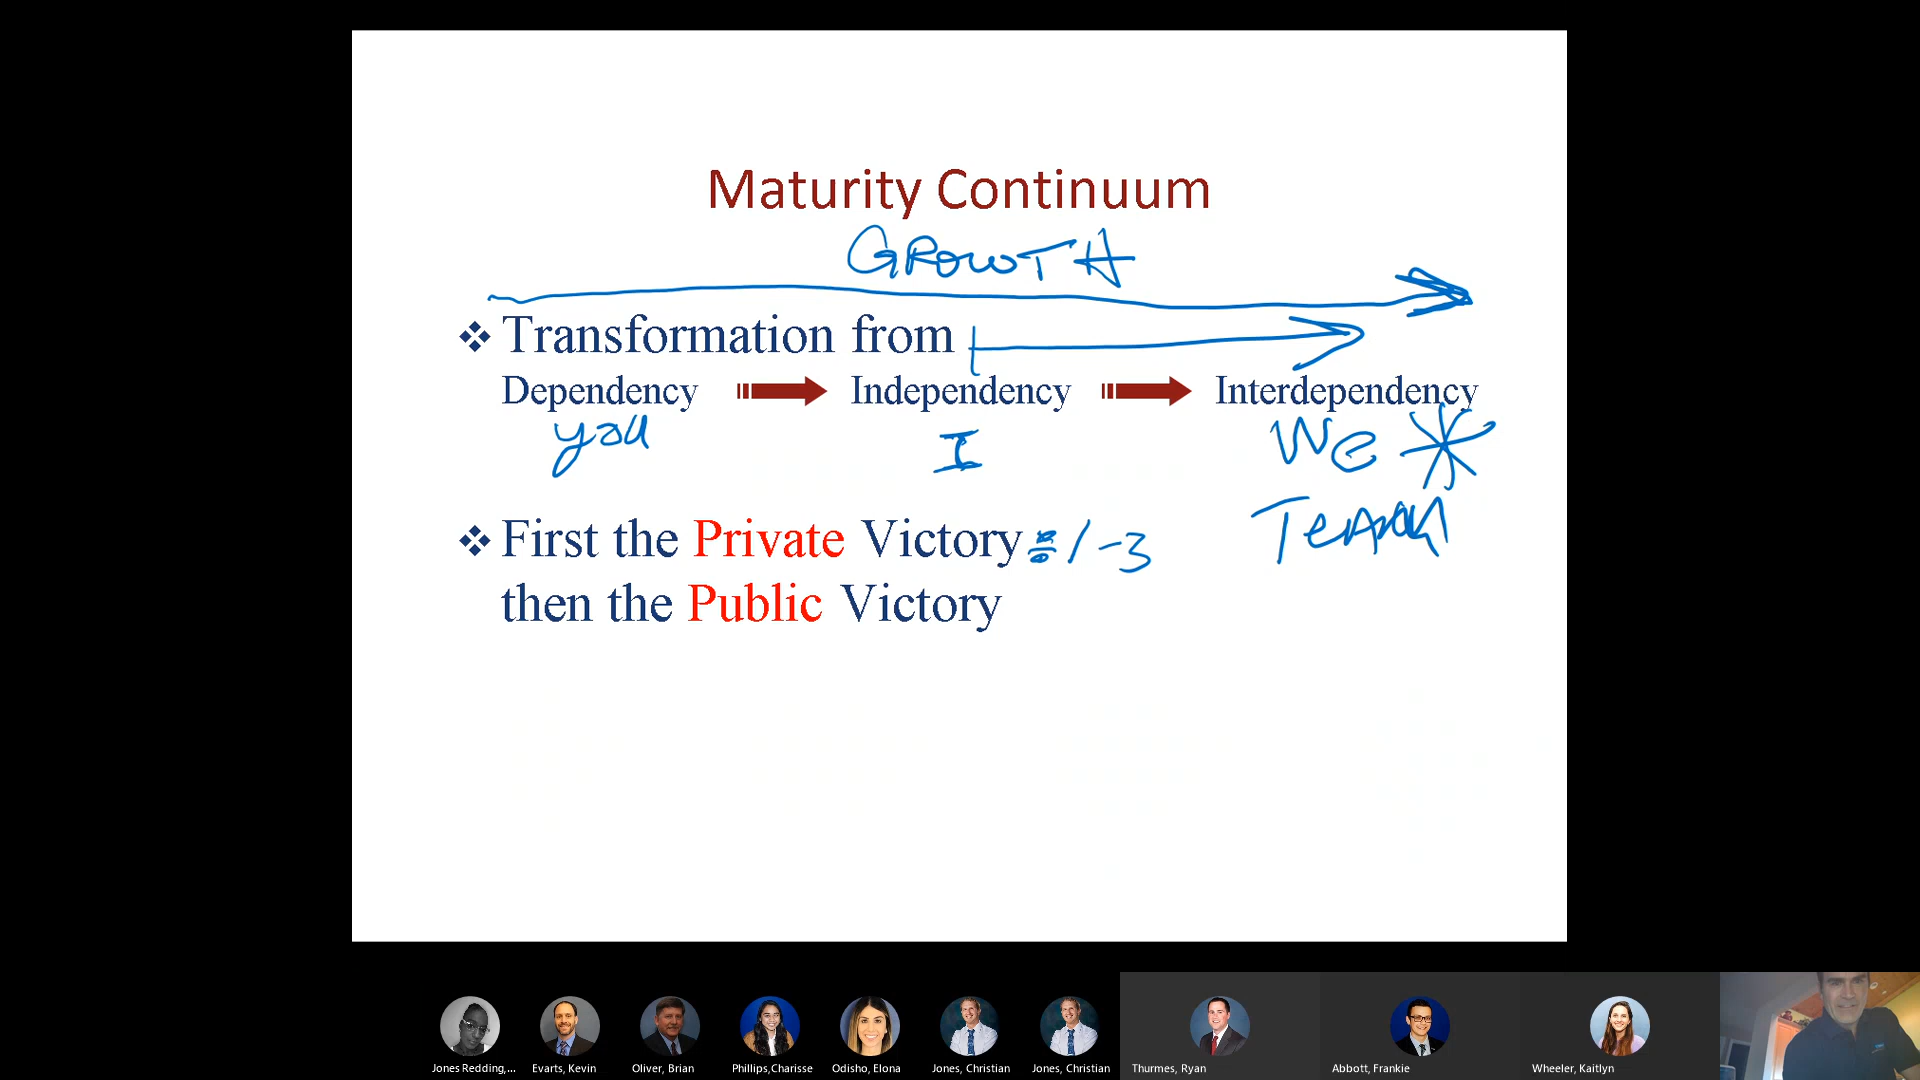 Maturity Continuum
GROWTH
❖ Transformation from
Dependency Independency Interdependency
you I We *
Team
❖ First the Private Victory = 1-3
then the Public Victory
Jones Redding,... Evarts, Kevin Oliver, Brian Phillips,Charisse Odisho, Elona Jones, Christian Jones, Christian Thurmes, Ryan Abbott, Frankie Wheeler, Kaitlyn